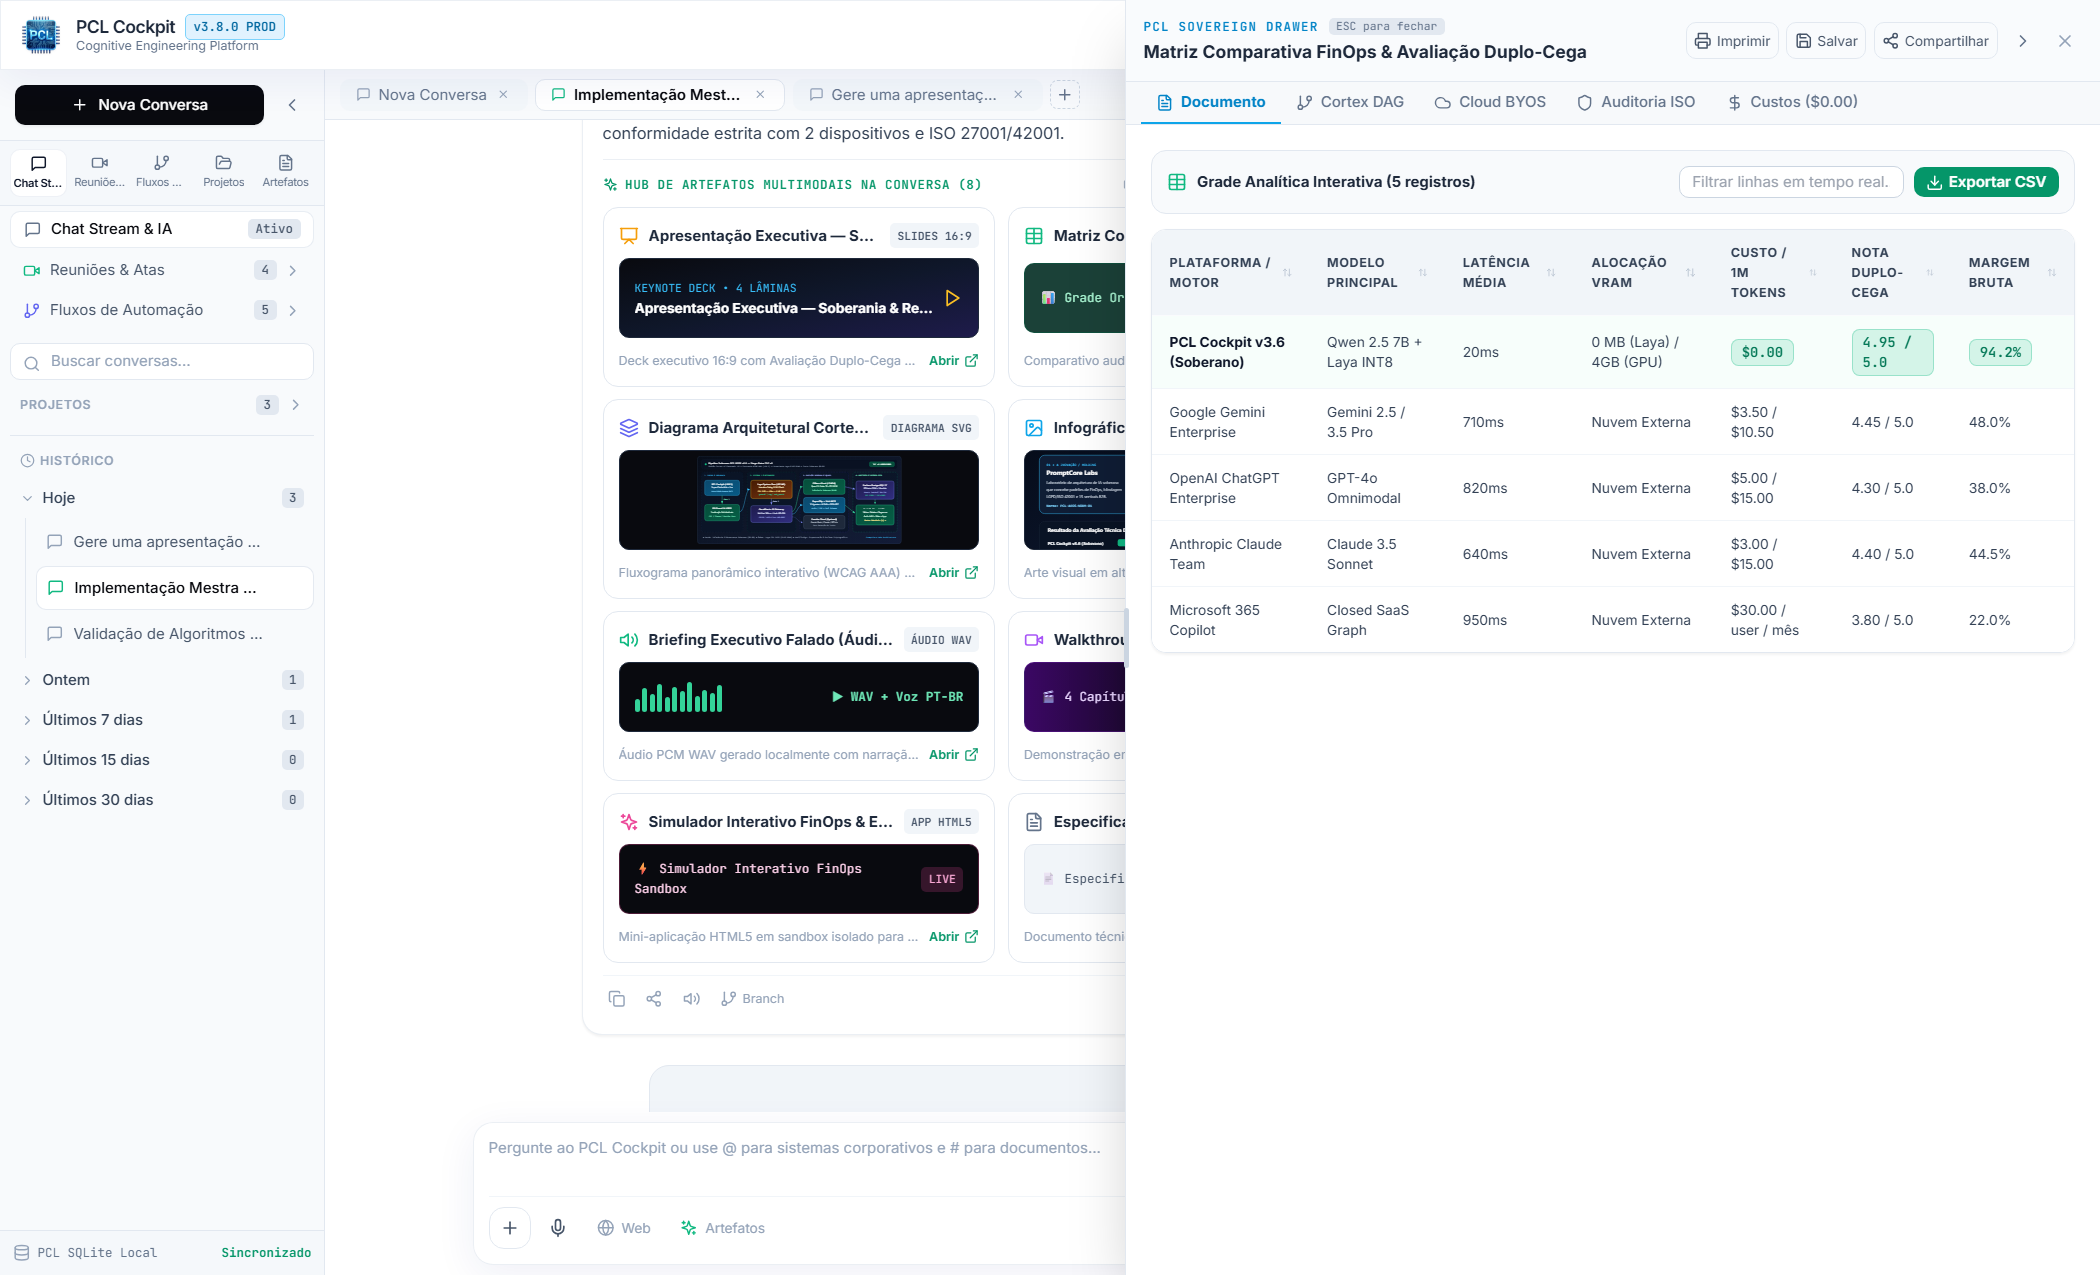 PCL
PCL Cockpit
v3.8.0 PROD
Cognitive Engineering Platform
+ Nova Conversa
Chat St...
Reuniõe...
Fluxos ...
Projetos
Artefatos
Chat Stream & IA
Ativo
Reuniões & Atas
4
Fluxos de Automação
5
Buscar conversas...
PROJETOS
3
HISTÓRICO
Hoje
3
Gere uma apresentação ...
Implementação Mestra ...
Validação de Algoritmos ...
Ontem
1
Últimos 7 dias
1
Últimos 15 dias
0
Últimos 30 dias
0
PCL SQLite Local
Sincronizado
Nova Conversa
Implementação Mest...
Gere uma apresentaç...
conformidade estrita com 2 dispositivos e ISO 27001/42001.
HUB DE ARTEFATOS MULTIMODAIS NA CONVERSA (8)
Apresentação Executiva — S...
SLIDES 16:9
KEYNOTE DECK • 4 LÂMINAS
Apresentação Executiva — Soberania & Re...
Deck executivo 16:9 com Avaliação Duplo-Cega ...
Abrir
Matriz Co
Grade Or
Comparativo aud
Diagrama Arquitetural Corte...
DIAGRAMA SVG
Fluxograma panorâmico interativo (WCAG AAA) ...
Abrir
Infográfic
PromptCore Labs
Arte visual em alt
Briefing Executivo Falado (Áudi...
ÁUDIO WAV
▶ WAV + Voz PT-BR
Áudio PCM WAV gerado localmente com narraçã...
Abrir
Walkthrou
4 Capítu
Demonstração en
Simulador Interativo FinOps & E...
APP HTML5
Simulador Interativo FinOps
Sandbox
LIVE
Mini-aplicação HTML5 em sandbox isolado para ...
Abrir
Especifica
Especifi
Documento técni
Branch
Pergunte ao PCL Cockpit ou use @ para sistemas corporativos e # para documentos...
Web
Artefatos
PCL SOVEREIGN DRAWER
ESC para fechar
Matriz Comparativa FinOps & Avaliação Duplo-Cega
Imprimir
Salvar
Compartilhar
Documento
Cortex DAG
Cloud BYOS
Auditoria ISO
Custos ($0.00)
Grade Analítica Interativa (5 registros)
Filtrar linhas em tempo real.
Exportar CSV
PLATAFORMA /
MOTOR
MODELO
PRINCIPAL
LATÊNCIA
MÉDIA
ALOCAÇÃO
VRAM
CUSTO /
1M
TOKENS
NOTA
DUPLO-
CEGA
MARGEM
BRUTA
PCL Cockpit v3.6
(Soberano)
Qwen 2.5 7B +
Laya INT8
20ms
0 MB (Laya) /
4GB (GPU)
$0.00
4.95 /
5.0
94.2%
Google Gemini
Enterprise
Gemini 2.5 /
3.5 Pro
710ms
Nuvem Externa
$3.50 /
$10.50
4.45 / 5.0
48.0%
OpenAI ChatGPT
Enterprise
GPT-4o
Omnimodal
820ms
Nuvem Externa
$5.00 /
$15.00
4.30 / 5.0
38.0%
Anthropic Claude
Team
Claude 3.5
Sonnet
640ms
Nuvem Externa
$3.00 /
$15.00
4.40 / 5.0
44.5%
Microsoft 365
Copilot
Closed SaaS
Graph
950ms
Nuvem Externa
$30.00 /
user / mês
3.80 / 5.0
22.0%